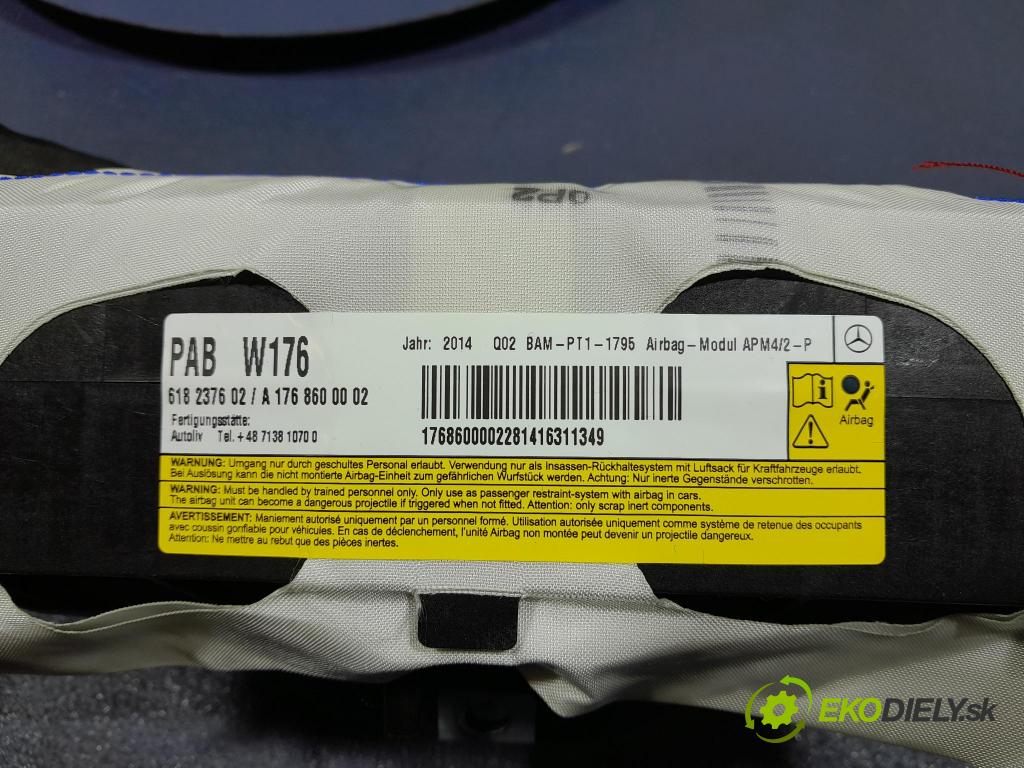 0P2
PAB W176
Jahr: 2014 Q02 BAM-PT1-1795 Airbag-Modul APM4/2-P
618 2376 02 / A 176 860 00 02
Fertigungsstätte:
Autoliv Tel. +48 7138 1070 0
1768600002281416311349
Airbag
WARNUNG: Umgang nur durch geschultes Personal erlaubt. Verwendung nur als Insassen-Rückhaltesystem mit Luftsack für Kraftfahrzeuge erlaubt.
Bei Auslösung kann die nicht montierte Airbag-Einheit zum gefährlichen Wurfstück werden. Achtung: Nur inerte Gegenstände verschrotten.
WARNING: Must be handled by trained personnel only. Only use as passenger restraint-system with airbag in cars.
The airbag unit can become a dangerous projectile if triggered when not fitted. Attention: only scrap inert components.
AVERTISSEMENT: Maniement autorisé uniquement par un personnel formé. Utilisation autorisée uniquement comme système de retenue des occupants
avec coussin gonflable pour véhicules. En cas de déclenchement, l'unité Airbag non montée peut devenir un projectile dangereux.
Attention: Ne mettre au rebut que des pièces inertes.
EKODIELY.sk